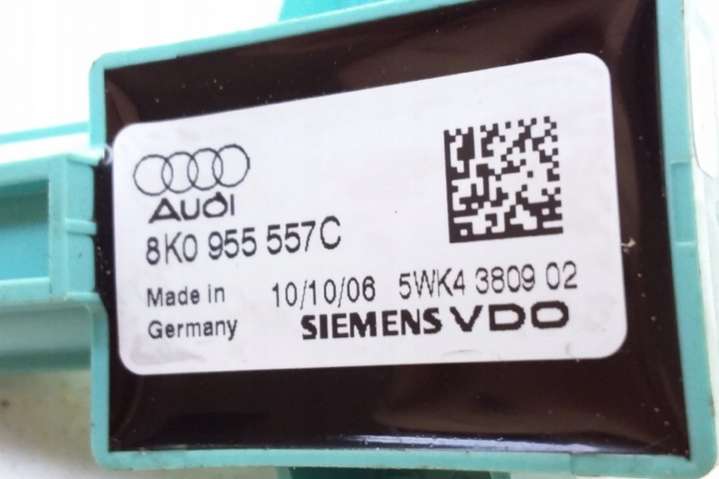 Audi
8K0 955 557C
Made in Germany
10/10/06 5WK4 3809 02
SIEMENS VDO